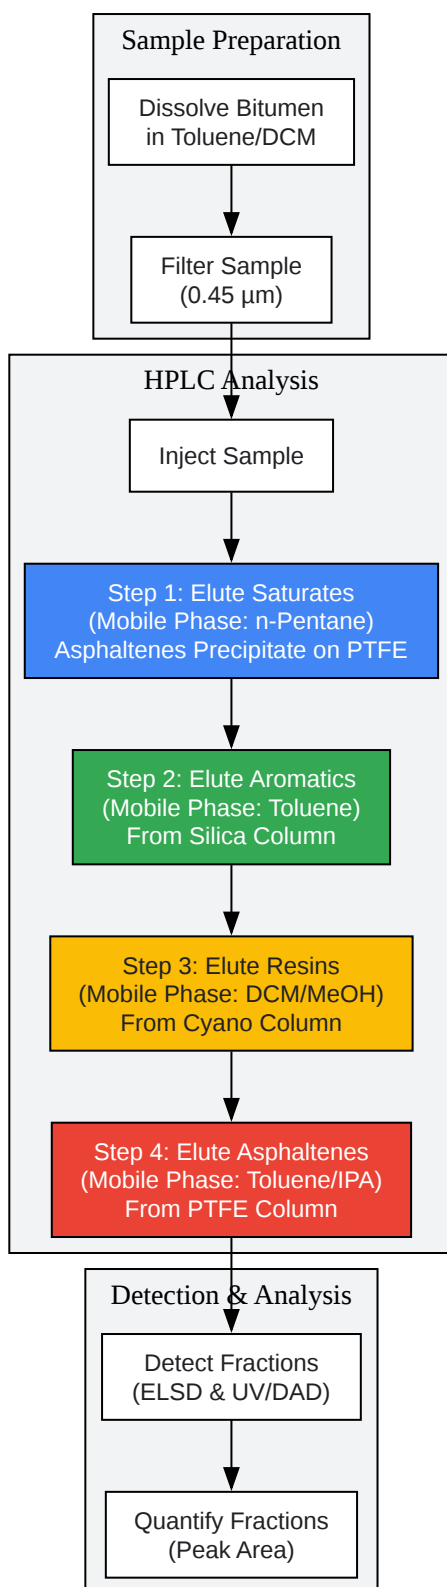 Sample Preparation
Dissolve Bitumen
in Toluene/DCM
Filter Sample
(0.45 µm)
HPLC Analysis
Inject Sample
Step 1: Elute Saturates
(Mobile Phase: n-Pentane)
Asphaltenes Precipitate on PTFE
Step 2: Elute Aromatics
(Mobile Phase: Toluene)
From Silica Column
Step 3: Elute Resins
(Mobile Phase: DCM/MeOH)
From Cyano Column
Step 4: Elute Asphaltenes
(Mobile Phase: Toluene/IPA)
From PTFE Column
Detection & Analysis
Detect Fractions
(ELSD & UV/DAD)
Quantify Fractions
(Peak Area)